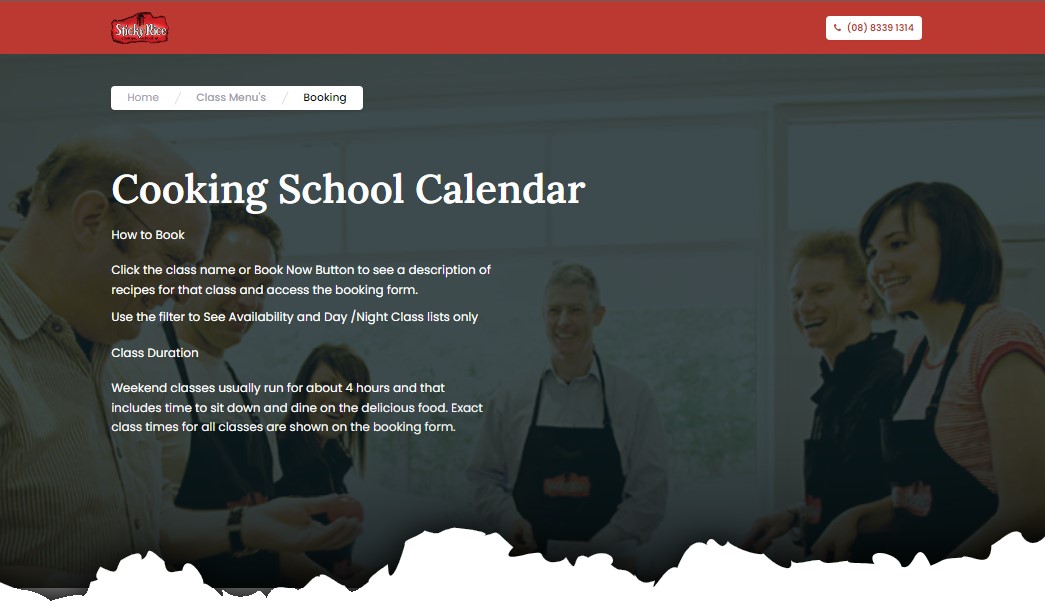 Sticky Rice
(08) 8339 1314
Home / Class Menu's / Booking
Cooking School Calendar
How to Book
Click the class name or Book Now Button to see a description of
recipes for that class and access the booking form.
Use the filter to See Availability and Day /Night Class lists only
Class Duration
Weekend classes usually run for about 4 hours and that
includes time to sit down and dine on the delicious food. Exact
class times for all classes are shown on the booking form.